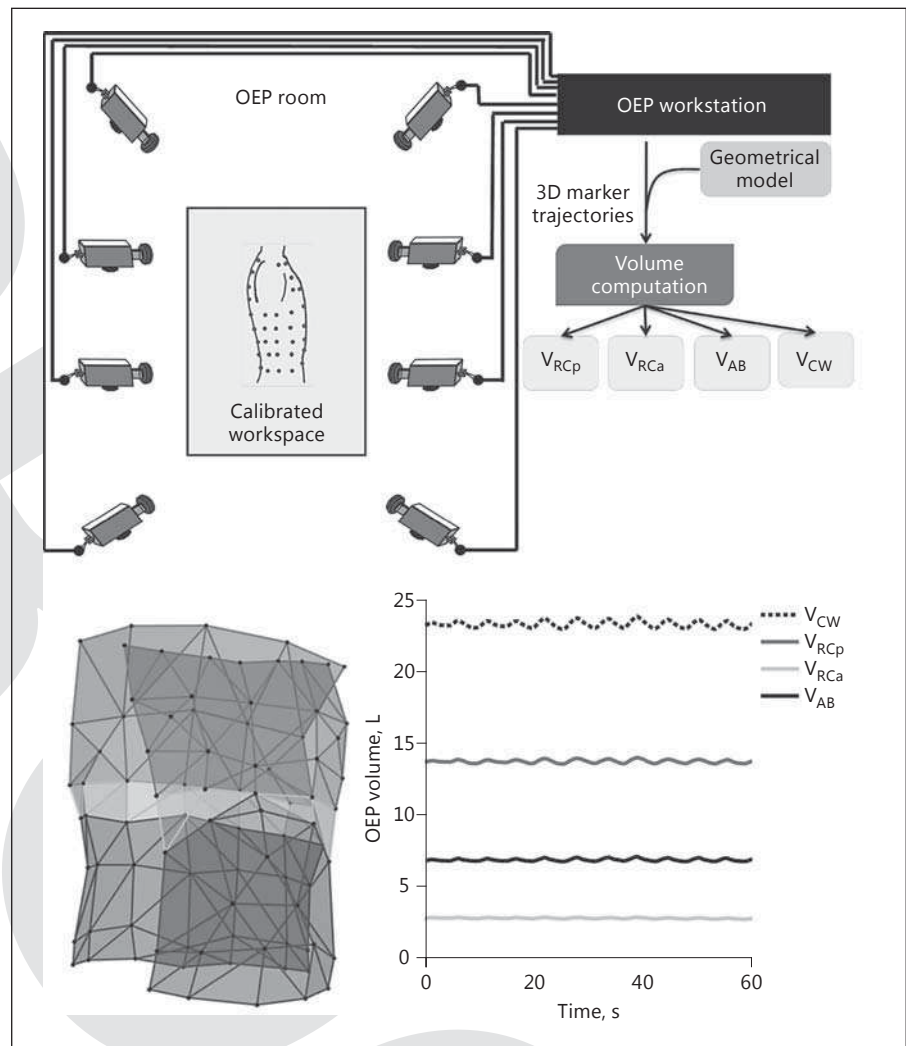 OEP room
OEP workstation
Geometrical
model
3D marker
trajectories
Volume
computation
V_RCp
V_RCa
V_AB
V_CW
Calibrated
workspace
25
20
15
10
5
0
OEP volume, L
0
20
40
60
Time, s
V_CW
V_RCp
V_RCa
V_AB